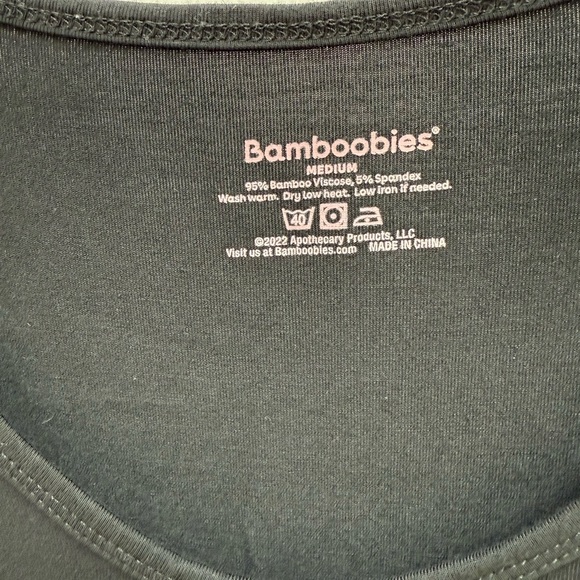 Bamboobies®
MEDIUM
95% Bamboo Viscose, 5% Spandex
Wash warm. Dry low heat. Low iron if needed.
40
©2022 Apothecary Products, LLC
Visit us at Bamboobies.com MADE IN CHINA